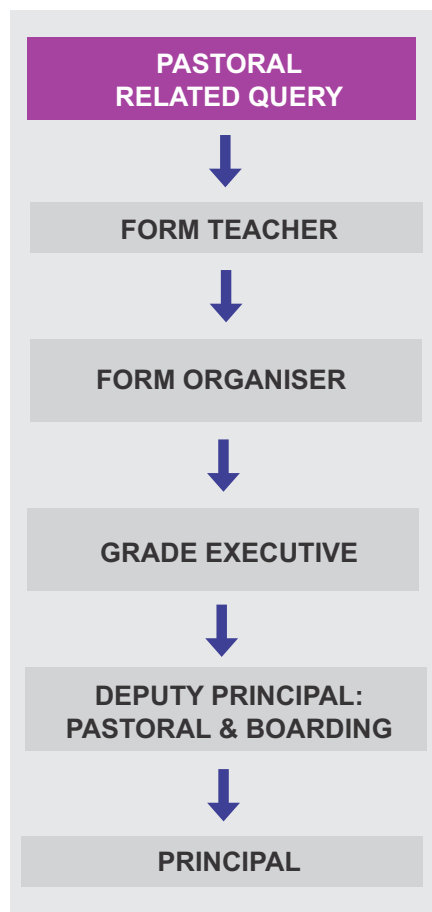 PASTORAL
RELATED QUERY
FORM TEACHER
FORM ORGANISER
GRADE EXECUTIVE
DEPUTY PRINCIPAL:
PASTORAL & BOARDING
PRINCIPAL